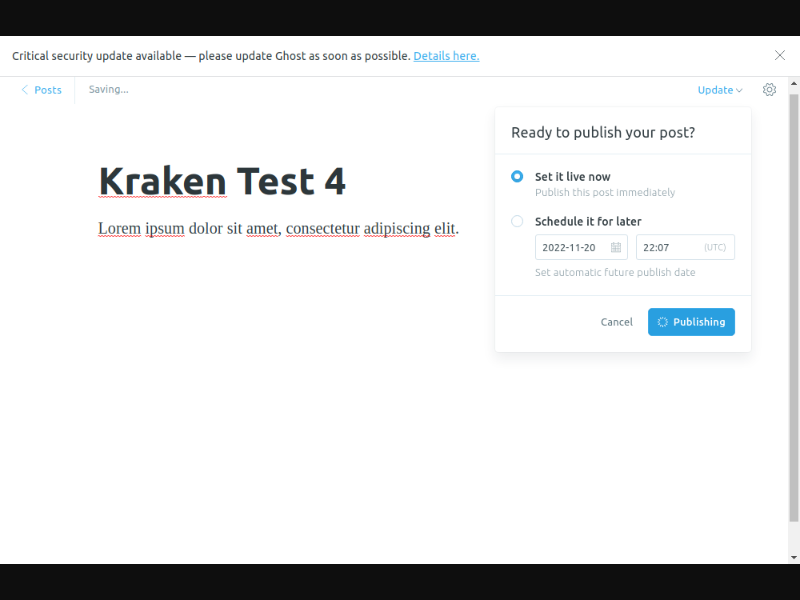 Critical security update available — please update Ghost as soon as possible. Details here.
Posts
Saving...
Update
Ready to publish your post?
Set it live now
Publish this post immediately
Schedule it for later
2022-11-20
22:07 (UTC)
Set automatic future publish date
Cancel
Publishing
Kraken Test 4
Lorem ipsum dolor sit amet, consectetur adipiscing elit.